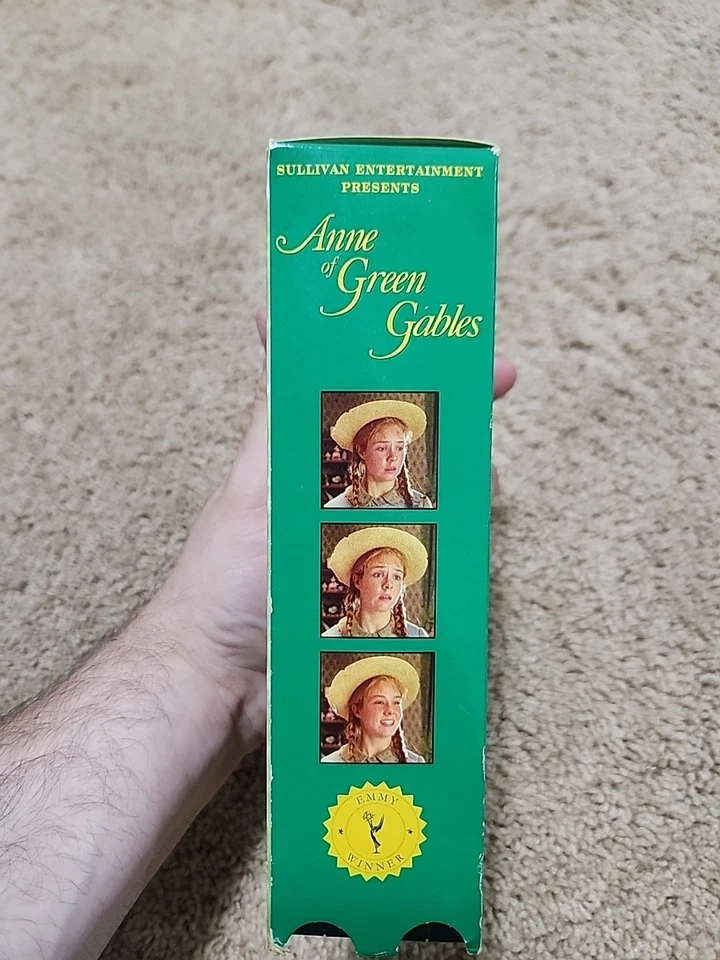 SULLIVAN ENTERTAINMENT
PRESENTS
Anne
of Green
Gables
EMMY
WINNER